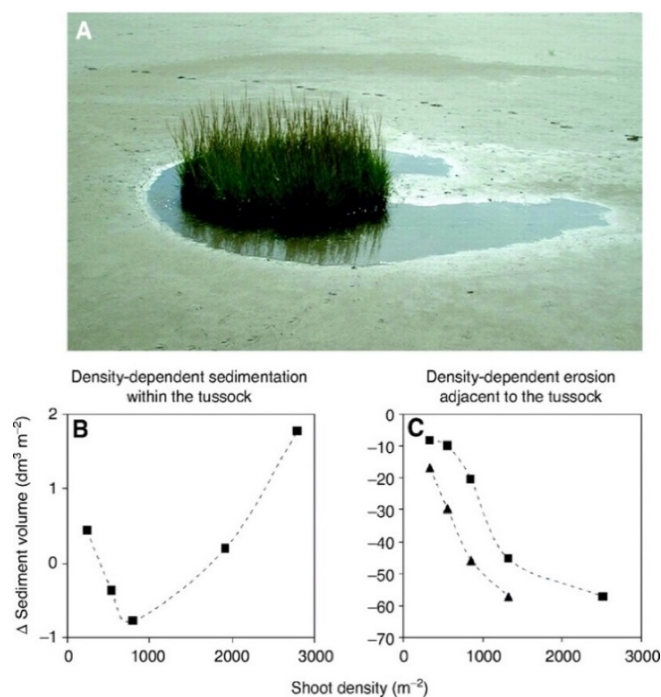 A
Density-dependent sedimentation
within the tussock
Density-dependent erosion
adjacent to the tussock
B
C
Δ Sediment volume (dm³ m⁻²)
2
1
0
−1
0
1000
2000
3000
0
−10
−20
−30
−40
−50
−60
−70
0
1000
2000
3000
Shoot density (m⁻²)